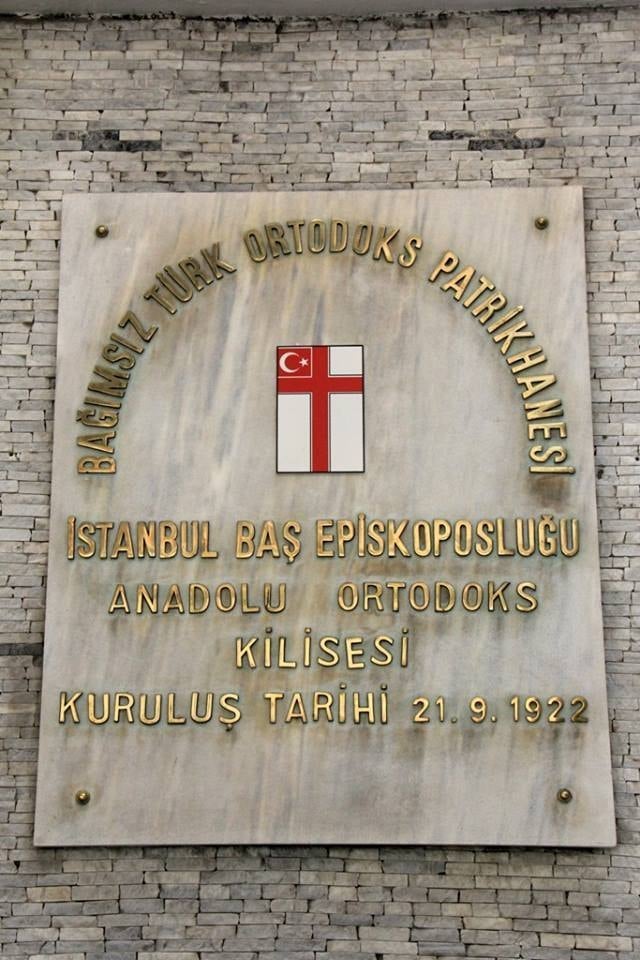 BAĞIMSIZ TÜRK ORTODOKS PATRİKHANESİ
İSTANBUL BAŞ EPİSKOPOSLUĞU
ANADOLU ORTODOKS
KİLİSESİ
KURULUŞ TARİHİ 21.9.1922